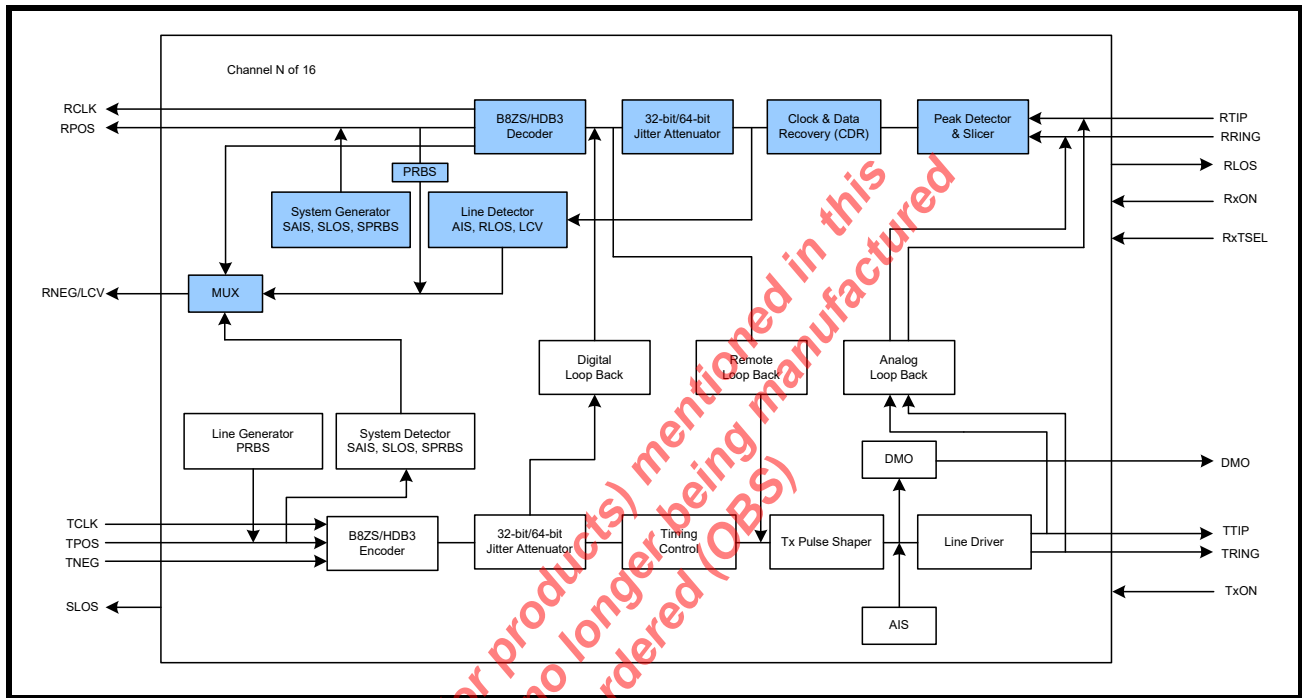 Channel N of 16
RCLK
RPOS
B8ZS/HDB3
Decoder
32-bit/64-bit
Jitter Attenuator
Clock & Data
Recovery (CDR)
Peak Detector
& Slicer
RTIP
RRING
RLOS
PRBS
System Generator
SAIS, SLOS, SPRBS
Line Detector
AIS, RLOS, LCV
RxON
RxTSEL
RNEG/LCV
MUX
Digital
Loop Back
Remote
Loop Back
Analog
Loop Back
Line Generator
PRBS
System Detector
SAIS, SLOS, SPRBS
DMO
DMO
TCLK
TPOS
TNEG
B8ZS/HDB3
Encoder
32-bit/64-bit
Jitter Attenuator
Timing
Control
Tx Pulse Shaper
Line Driver
TTIP
TRING
TxON
SLOS
AIS
or products) mentioned in this
no longer being manufactured
rdered (OBS)